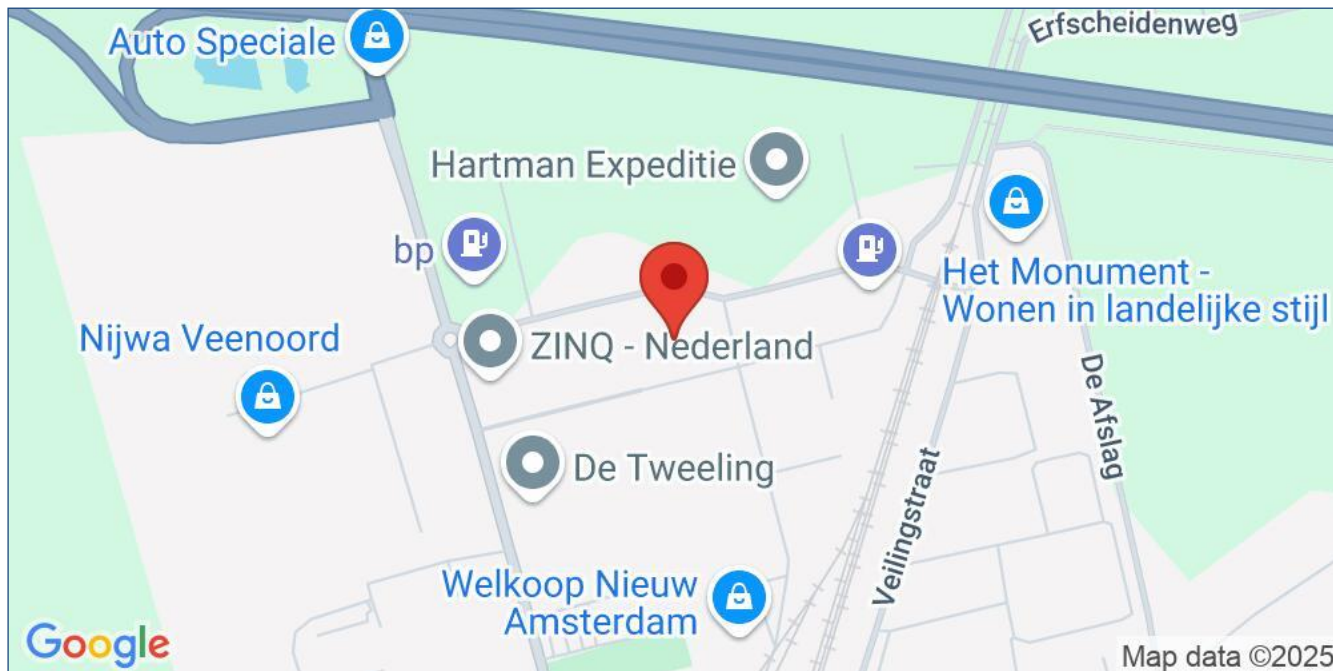 Auto Speciale
Erfscheidenweg
Hartman Expeditie
bp
Het Monument -
Wonen in landelijke stijl
Nijwa Veenoord
ZINQ - Nederland
De Afslag
De Tweeling
Veilingstraat
Welkoop Nieuw
Amsterdam
Google
Map data ©2025